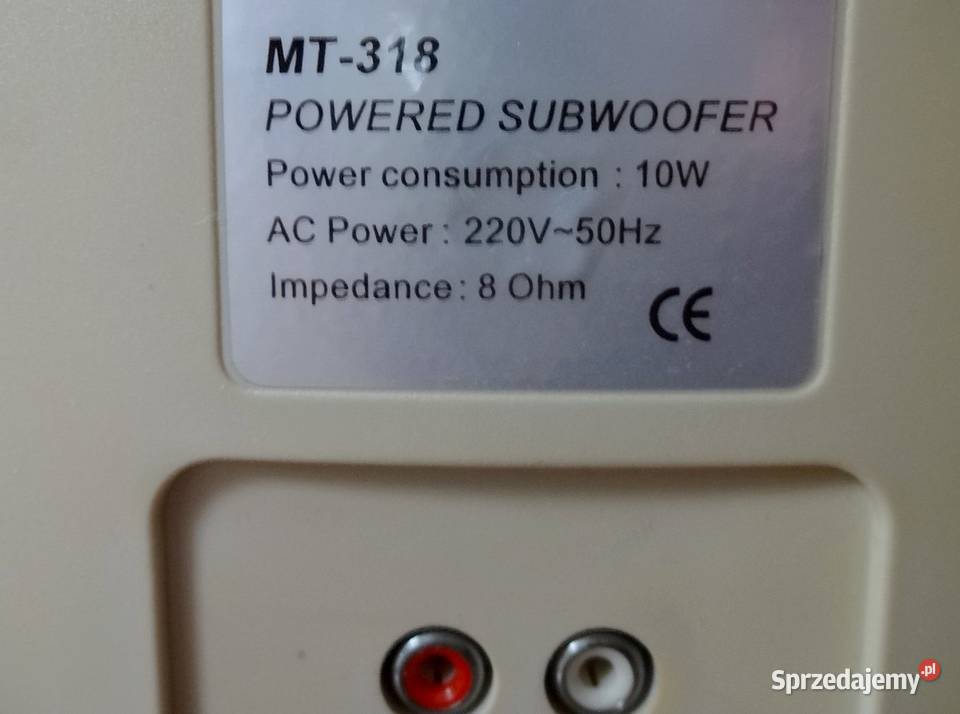 MT-318
POWERED SUBWOOFER
Power consumption : 10W
AC Power : 220V~50Hz
Impedance : 8 Ohm
CE
Sprzedajemy.pl